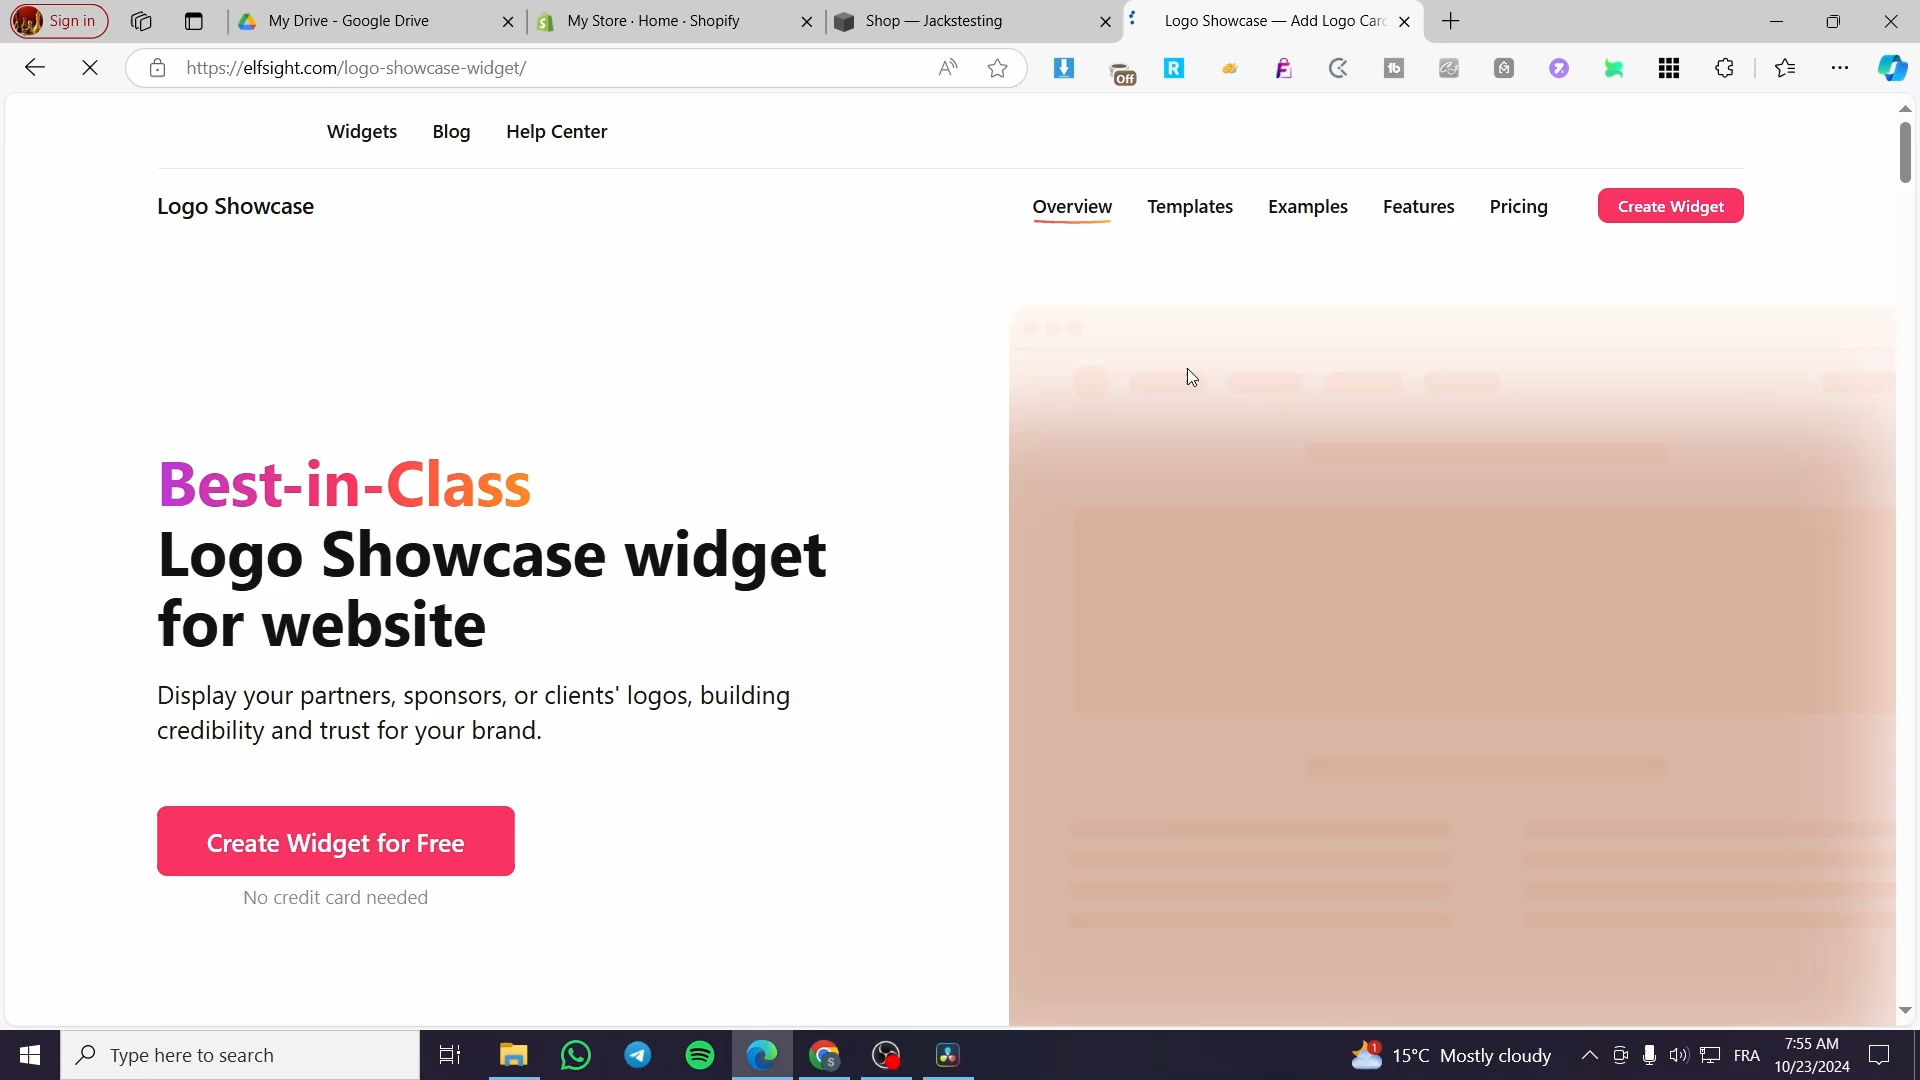 Sign in
My Drive - Google Drive
My Store · Home · Shopify
Shop — Jackstesting
Logo Showcase — Add Logo Car
https://elfsight.com/logo-showcase-widget/
Off
Widgets
Blog
Help Center
Logo Showcase
Overview
Templates
Examples
Features
Pricing
Create Widget
Best-in-Class
Logo Showcase widget
for website
Display your partners, sponsors, or clients' logos, building
credibility and trust for your brand.
Create Widget for Free
No credit card needed
Type here to search
15°C Mostly cloudy
FRA
7:55 AM
10/23/2024